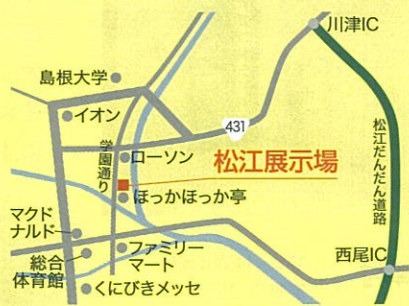 川津IC
島根大学
イオン
431
学園通り
ローソン
松江展示場
松江だんだん道路
ほっかほっか亭
マクド
ナルド
総合
体育館
ファミリー
マート
西尾IC
くにびきメッセ